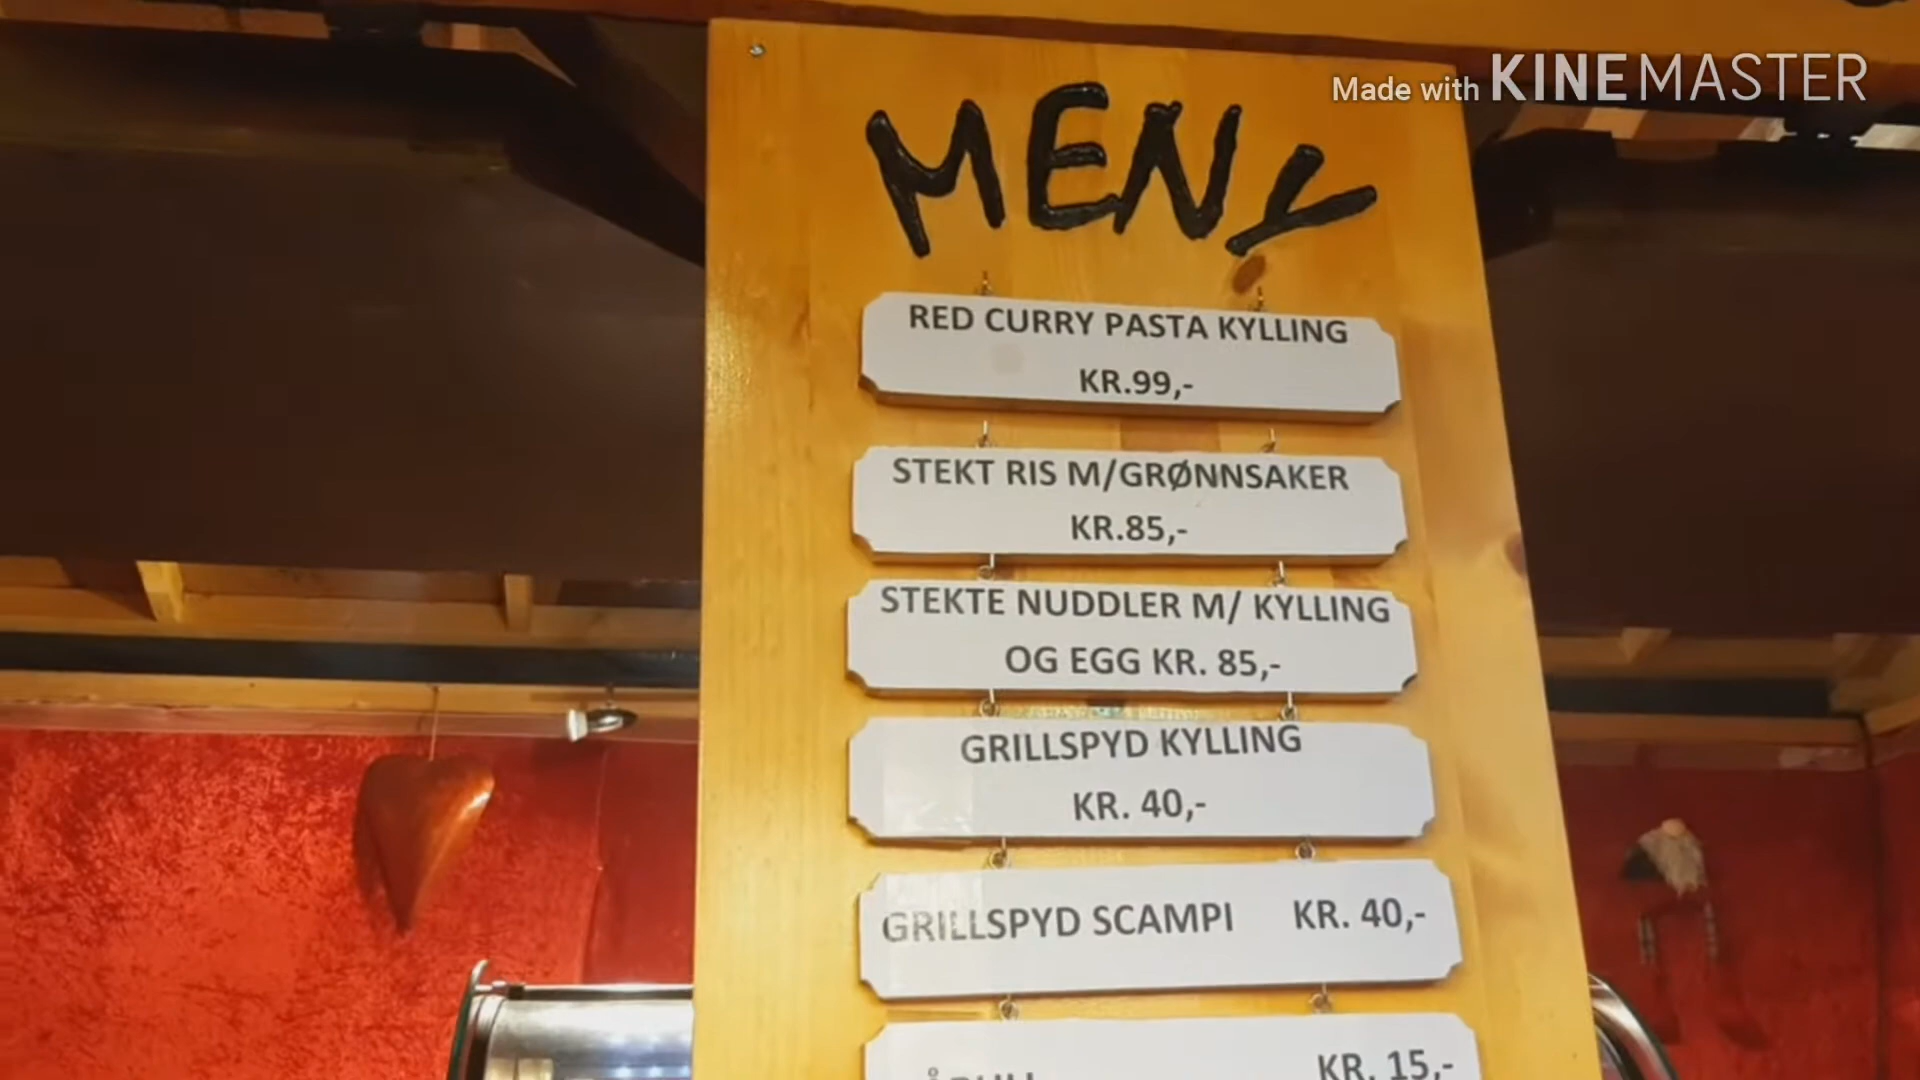 Made with KINEMASTER
MENY
RED CURRY PASTA KYLLING
KR.99,-
STEKT RIS M/GRØNNSAKER
KR.85,-
STEKTE NUDDLER M/ KYLLING
OG EGG KR. 85,-
GRILLSPYD KYLLING
KR. 40,-
GRILLSPYD SCAMPI KR. 40,-
KR. 15,-